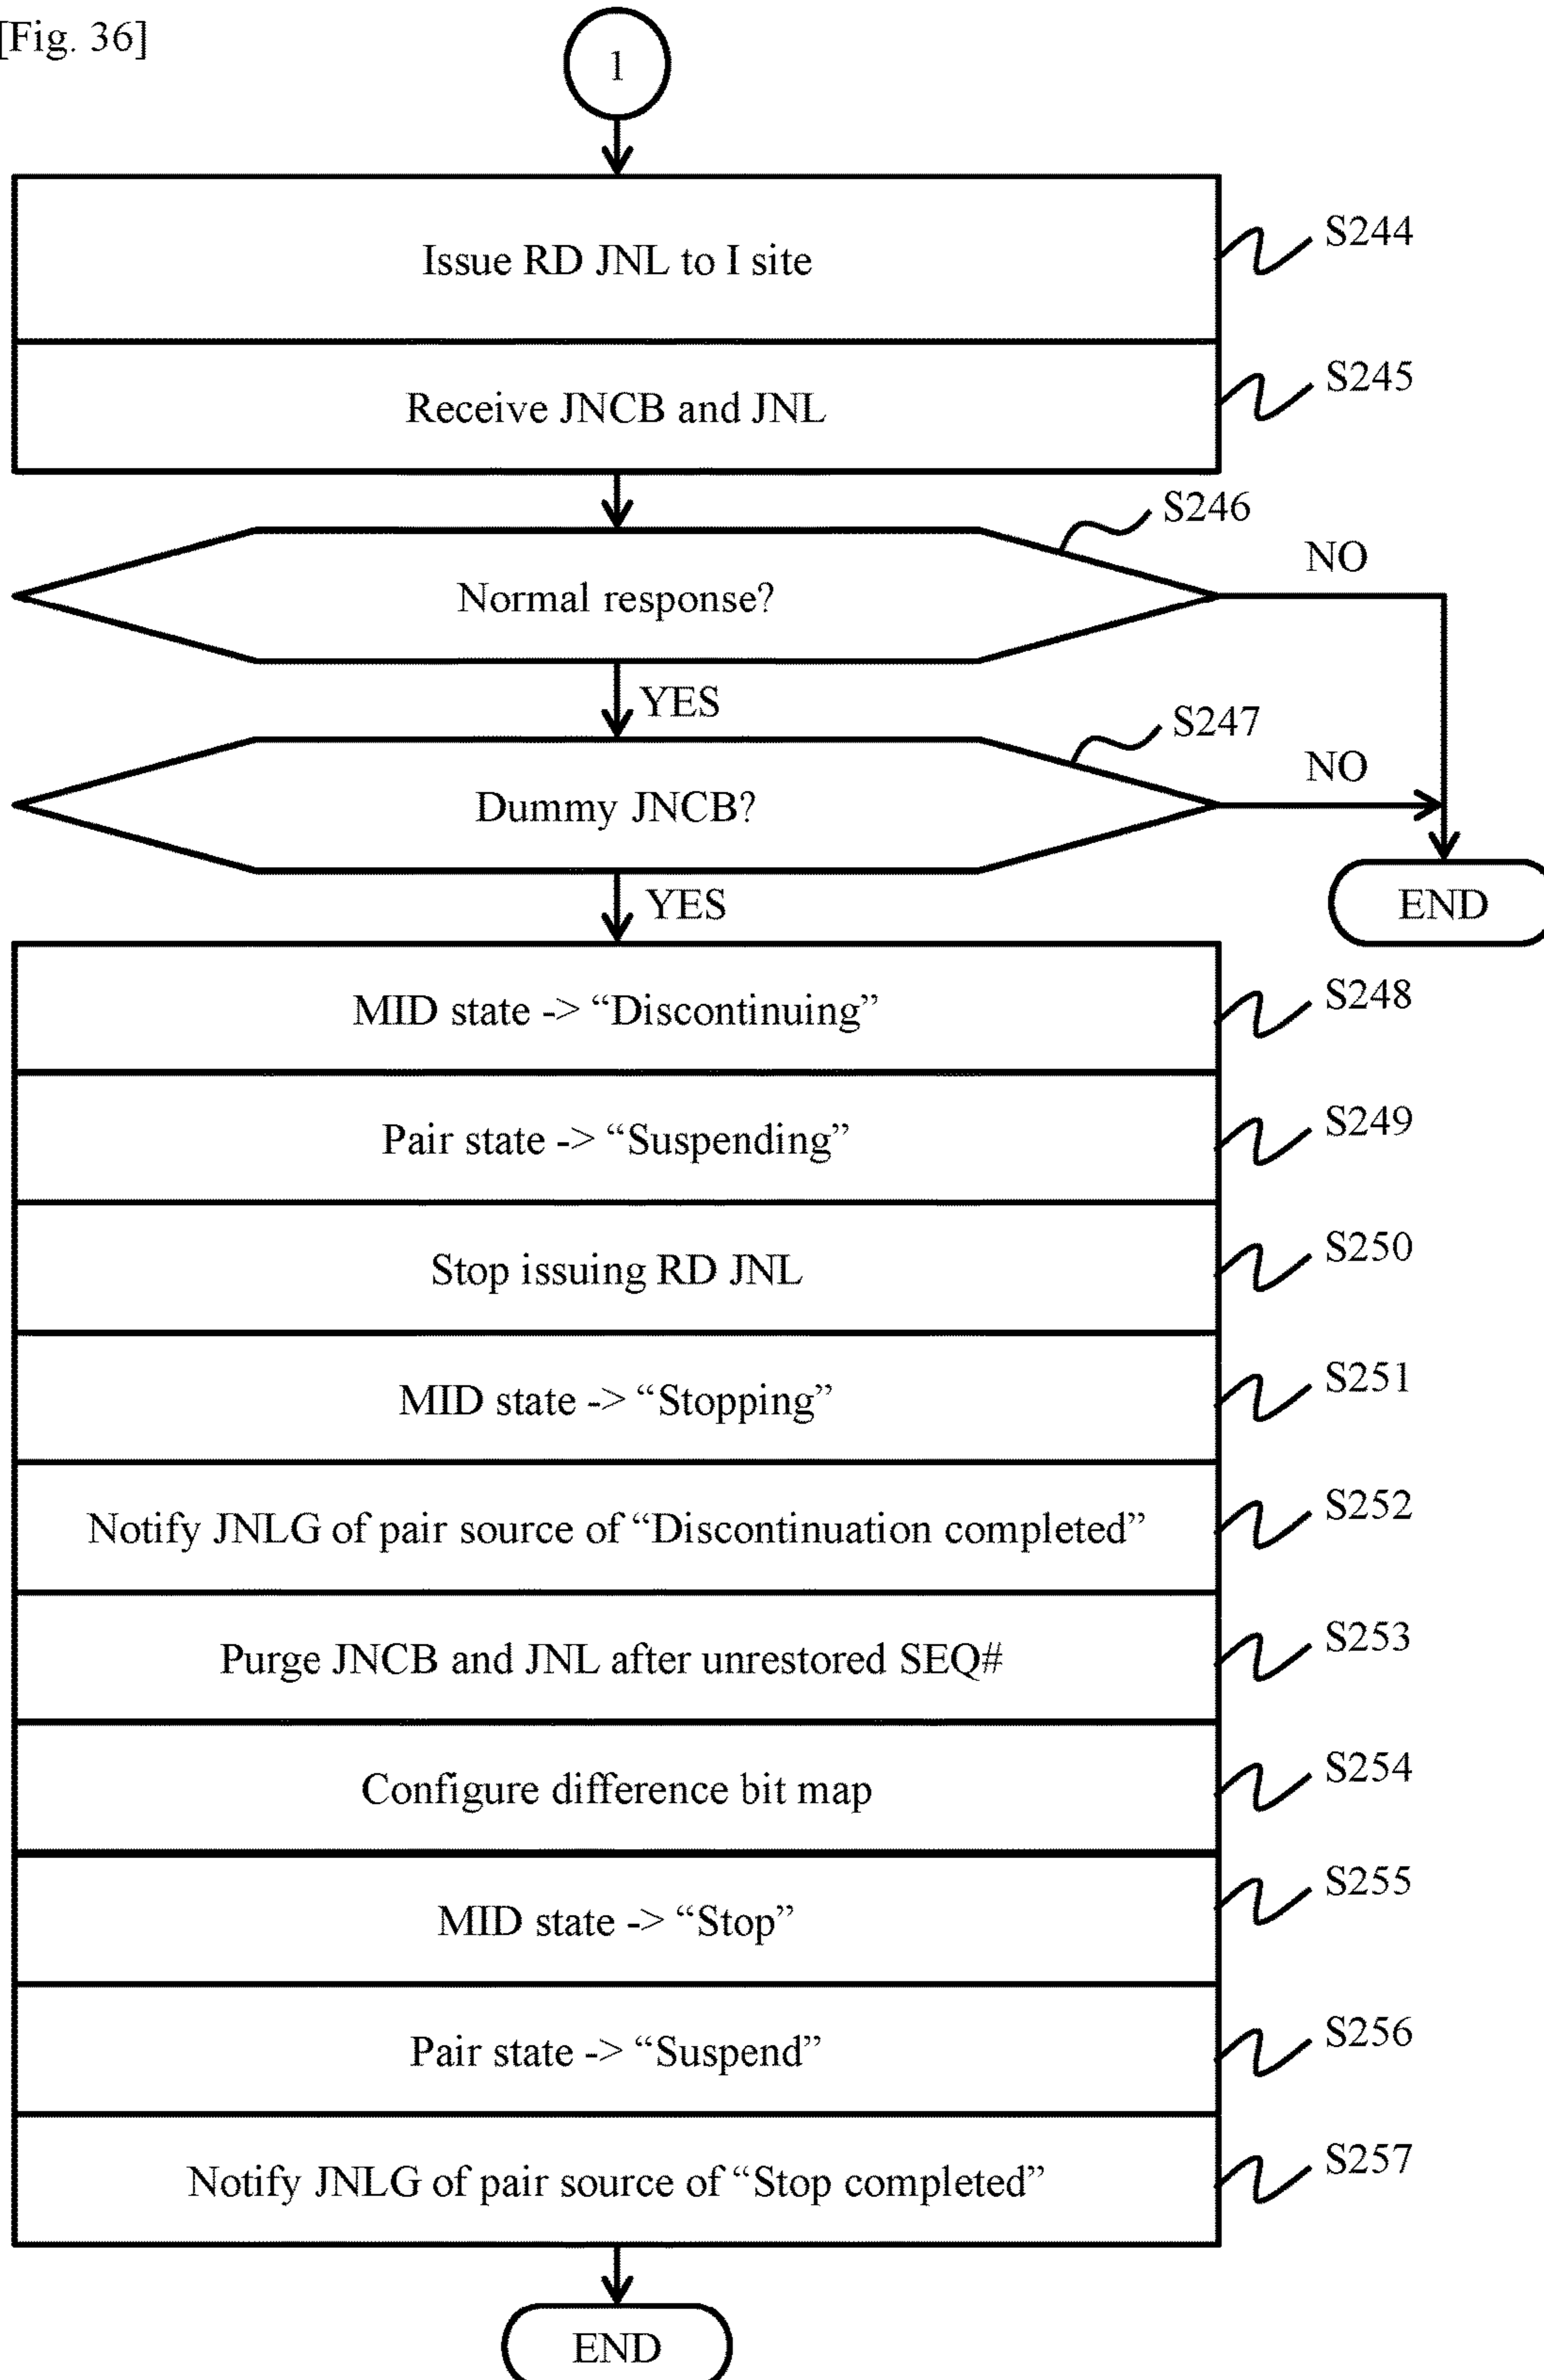 [Fig. 36]
1
Issue RD JNL to I site
S244
Receive JNCB and JNL
S245
S246
Normal response?
NO
YES
S247
Dummy JNCB?
NO
YES
END
MID state -> “Discontinuing”
S248
Pair state -> “Suspending”
S249
Stop issuing RD JNL
S250
MID state -> “Stopping”
S251
Notify JNLG of pair source of “Discontinuation completed”
S252
Purge JNCB and JNL after unrestored SEQ#
S253
Configure difference bit map
S254
MID state -> “Stop”
S255
Pair state -> “Suspend”
S256
Notify JNLG of pair source of “Stop completed”
S257
END